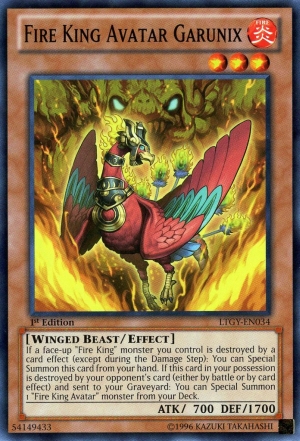 FIRE KING AVATAR GARUNIX
FIRE
炎
1st Edition
LTGY-EN034
[WINGED BEAST/EFFECT]
If a face-up "Fire King" monster you control is destroyed by a
card effect (except during the Damage Step): You can Special
Summon this card from your hand. If this card in your possession
is destroyed by your opponent's card (either by battle or by card
effect) and sent to your Graveyard: You can Special Summon
1 "Fire King Avatar" monster from your Deck.
ATK/ 700 DEF/1700
54149433
©1996 KAZUKI TAKAHASHI